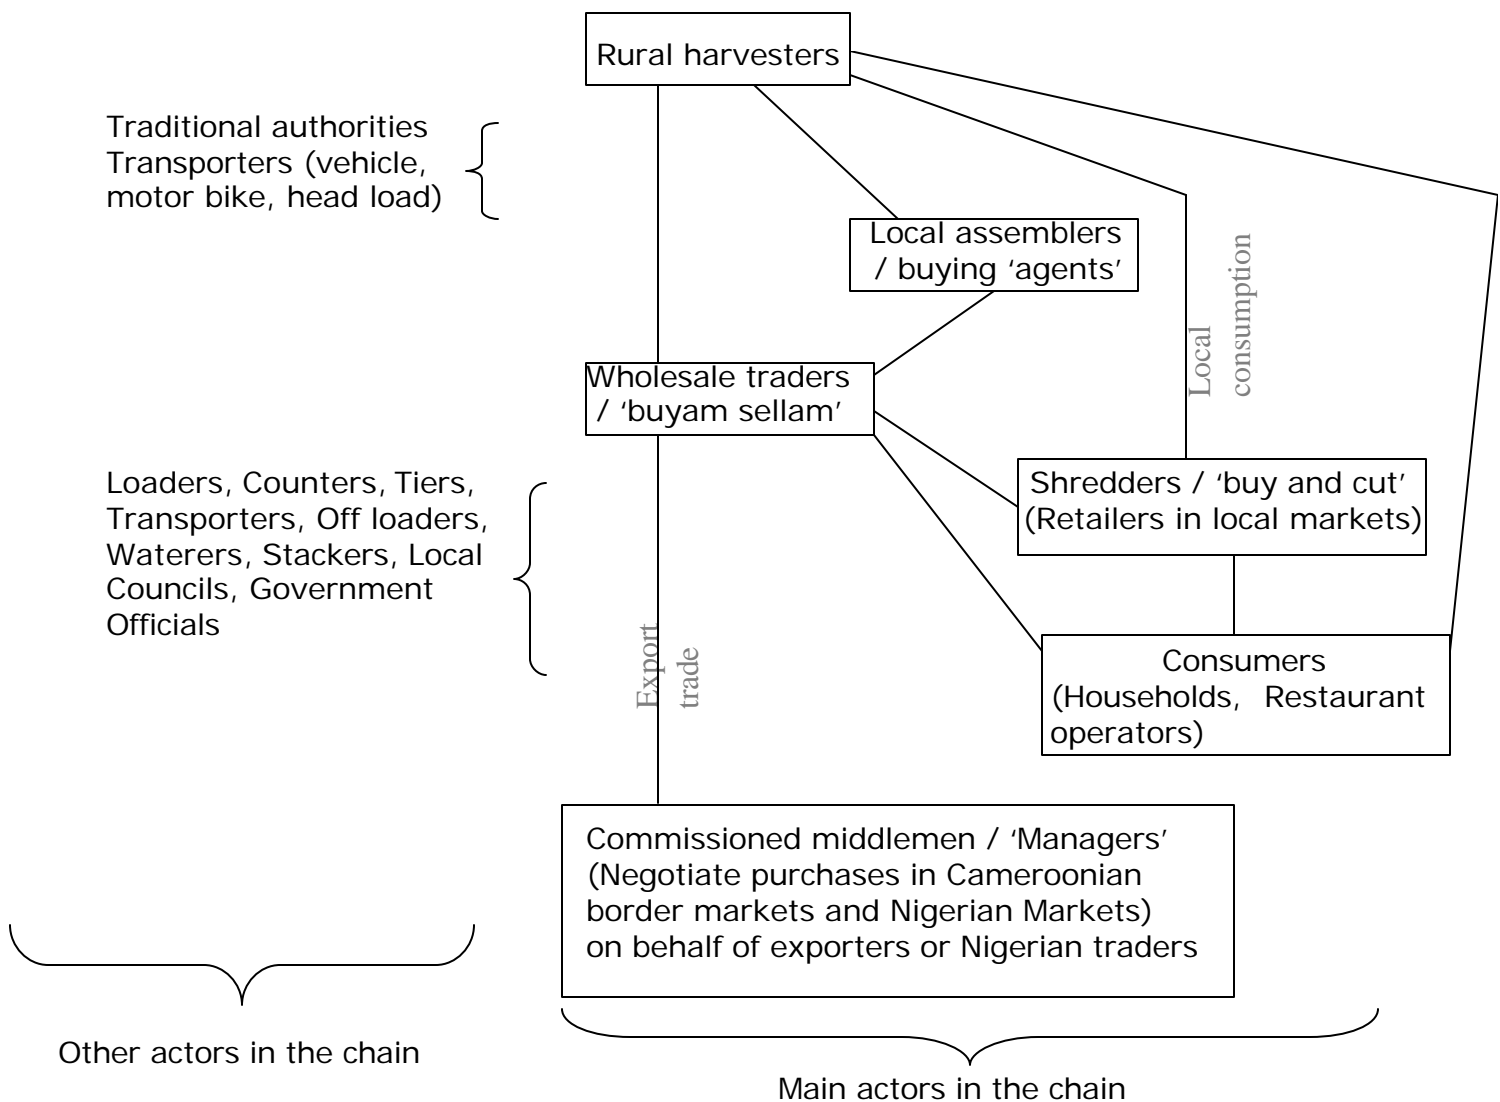 Rural harvesters
Traditional authorities
Transporters (vehicle,
motor bike, head load)
Local assemblers
/ buying ‘agents’
Local
consumption
Wholesale traders
/ ‘buyam sellam’
Loaders, Counters, Tiers,
Transporters, Off loaders,
Waterers, Stackers, Local
Councils, Government
Officials
Shredders / ‘buy and cut’
(Retailers in local markets)
Export
trade
Consumers
(Households, Restaurant
operators)
Commissioned middlemen / ‘Managers’
(Negotiate purchases in Cameroonian
border markets and Nigerian Markets)
on behalf of exporters or Nigerian traders
Other actors in the chain
Main actors in the chain